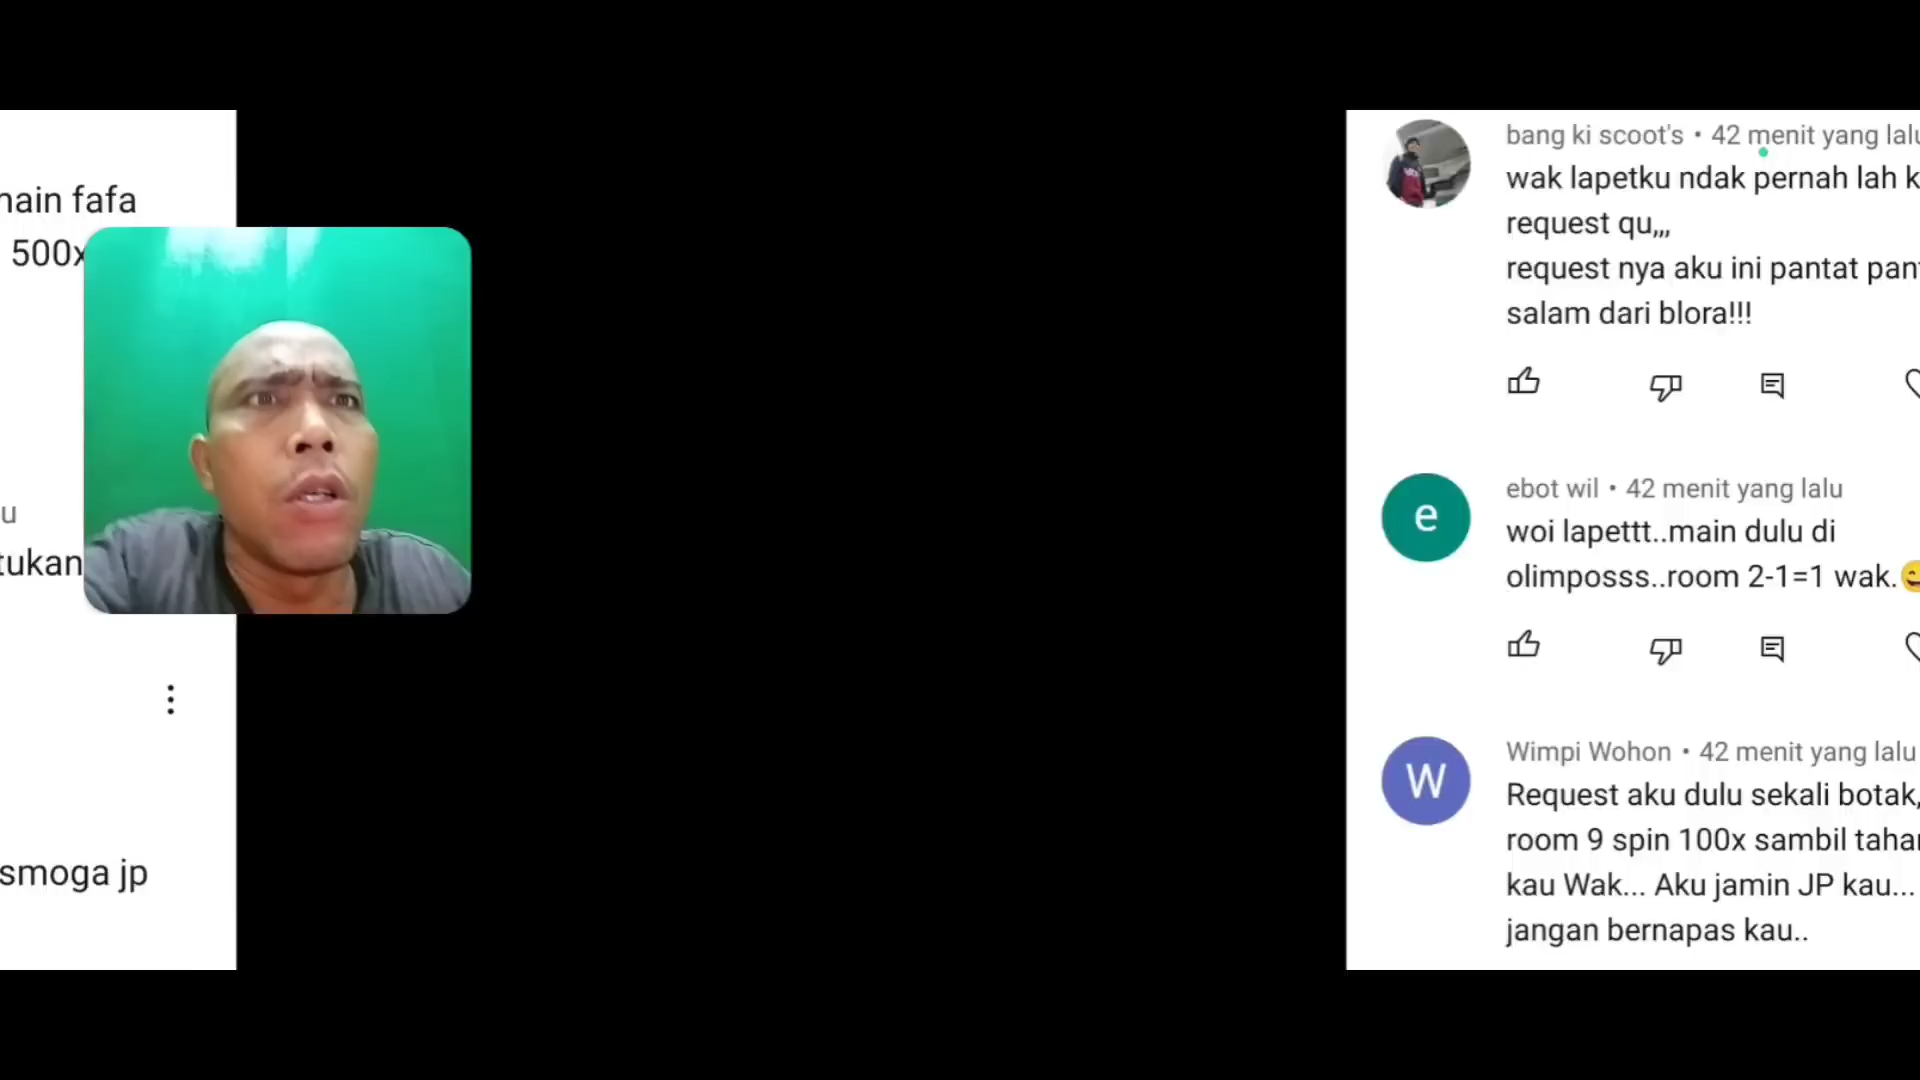 main fafa
500x
u
tukan
smoga jp
bang ki scoot's • 42 menit yang lalu
wak lapetku ndak pernah lah k
request qu,,,
request nya aku ini pantat pan
salam dari blora!!!
e
ebot wil • 42 menit yang lalu
woi lapettt..main dulu di
olimposss..room 2-1=1 wak.😄
W
Wimpi Wohon • 42 menit yang lalu
Request aku dulu sekali botak,
room 9 spin 100x sambil tahan
kau Wak... Aku jamin JP kau...
jangan bernapas kau..